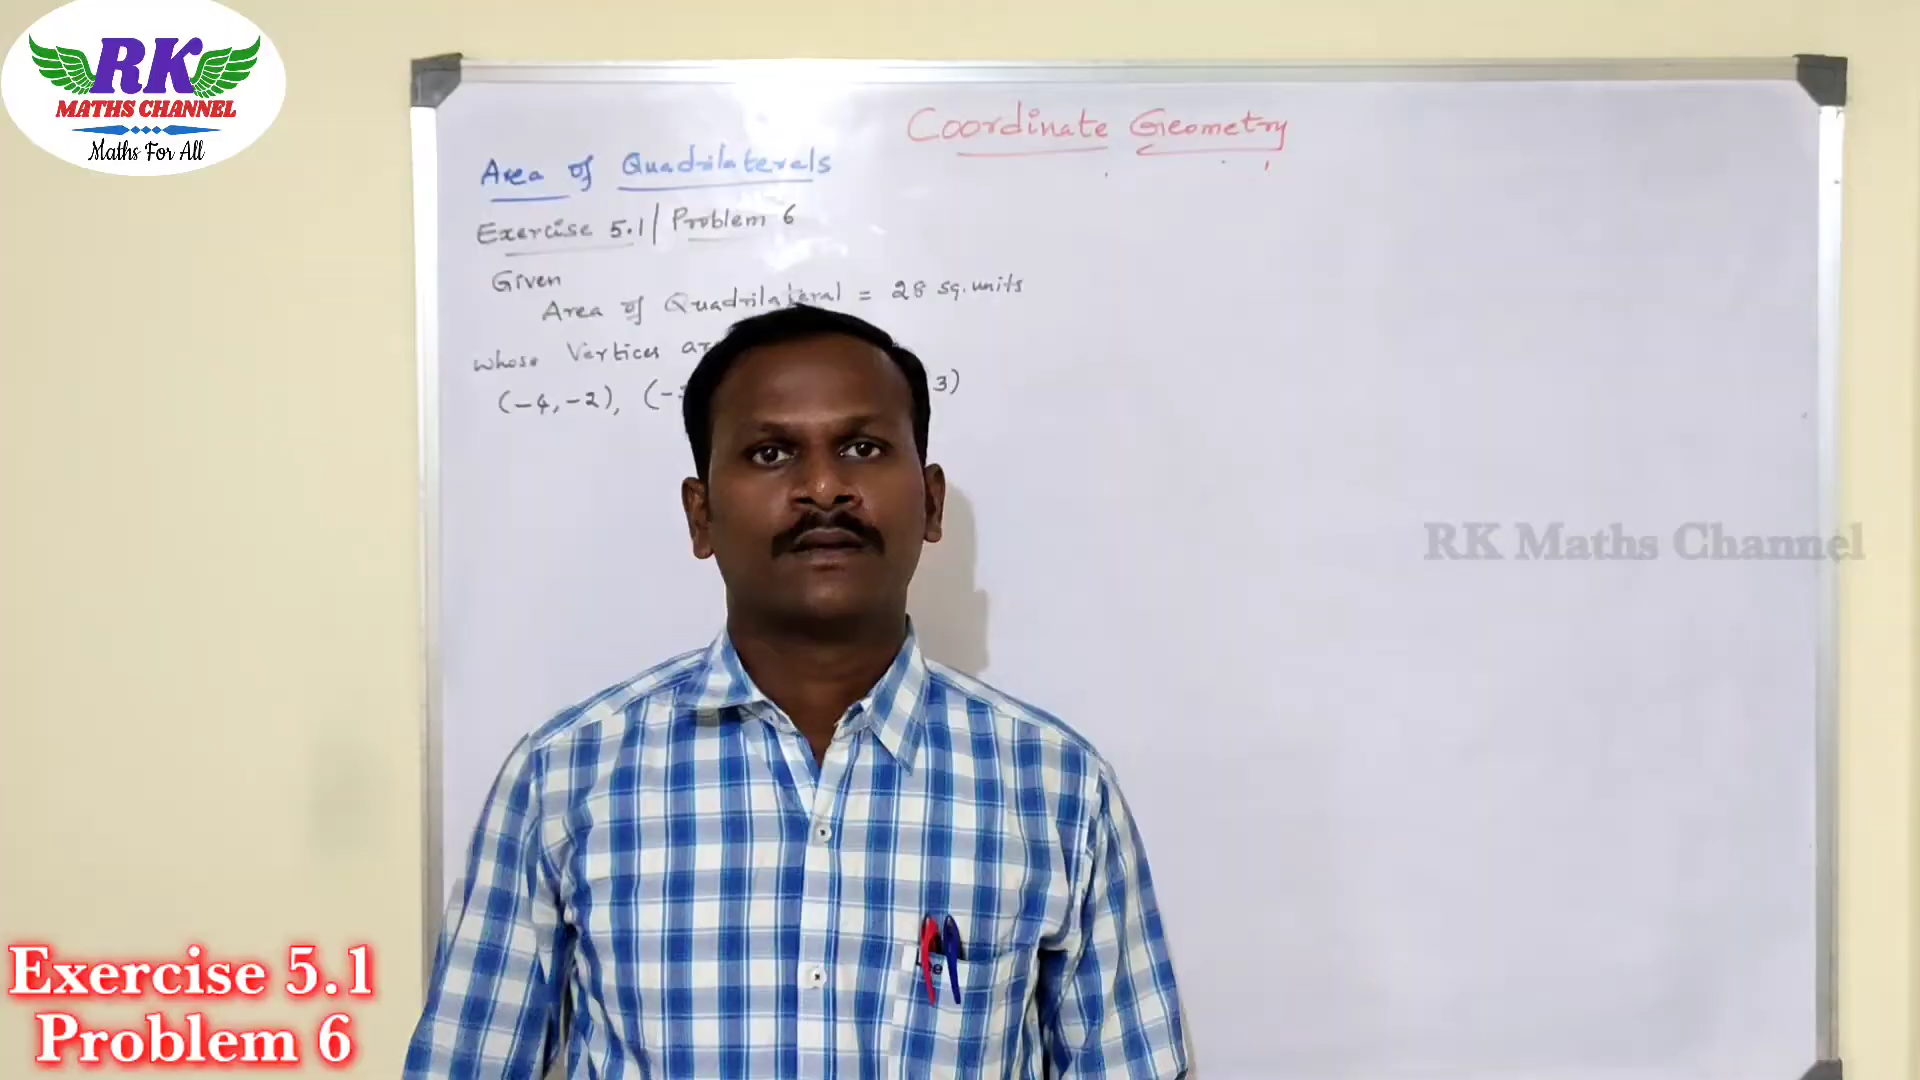 RK
MATHS CHANNEL
Maths For All
Coordinate Geometry
Area of Quadrilaterals
Exercise 5.1 | Problem 6
Given
Area of Quadrilateral = 28 sq.units
whose Vertices
(-4,-2), (- 3)
RK Maths Channel
Exercise 5.1
Problem 6